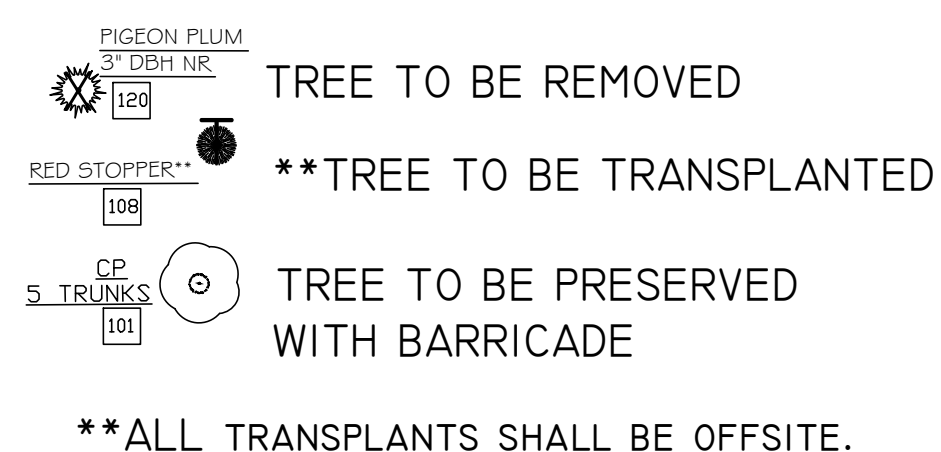 PIGEON PLUM
3" DBH NR
120
TREE TO BE REMOVED
RED STOPPER**
108
**TREE TO BE TRANSPLANTED
CP
5 TRUNKS
101
TREE TO BE PRESERVED
WITH BARRICADE
**ALL TRANSPLANTS SHALL BE OFFSITE.